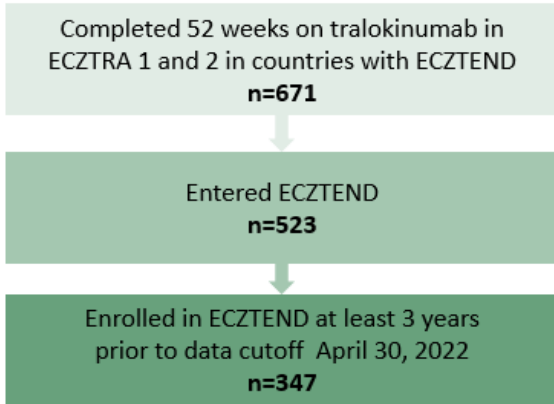 Completed 52 weeks on tralokinumab in
ECZTRA 1 and 2 in countries with ECZTEND
n=671
Entered ECZTEND
n=523
Enrolled in ECZTEND at least 3 years
prior to data cutoff April 30, 2022
n=347